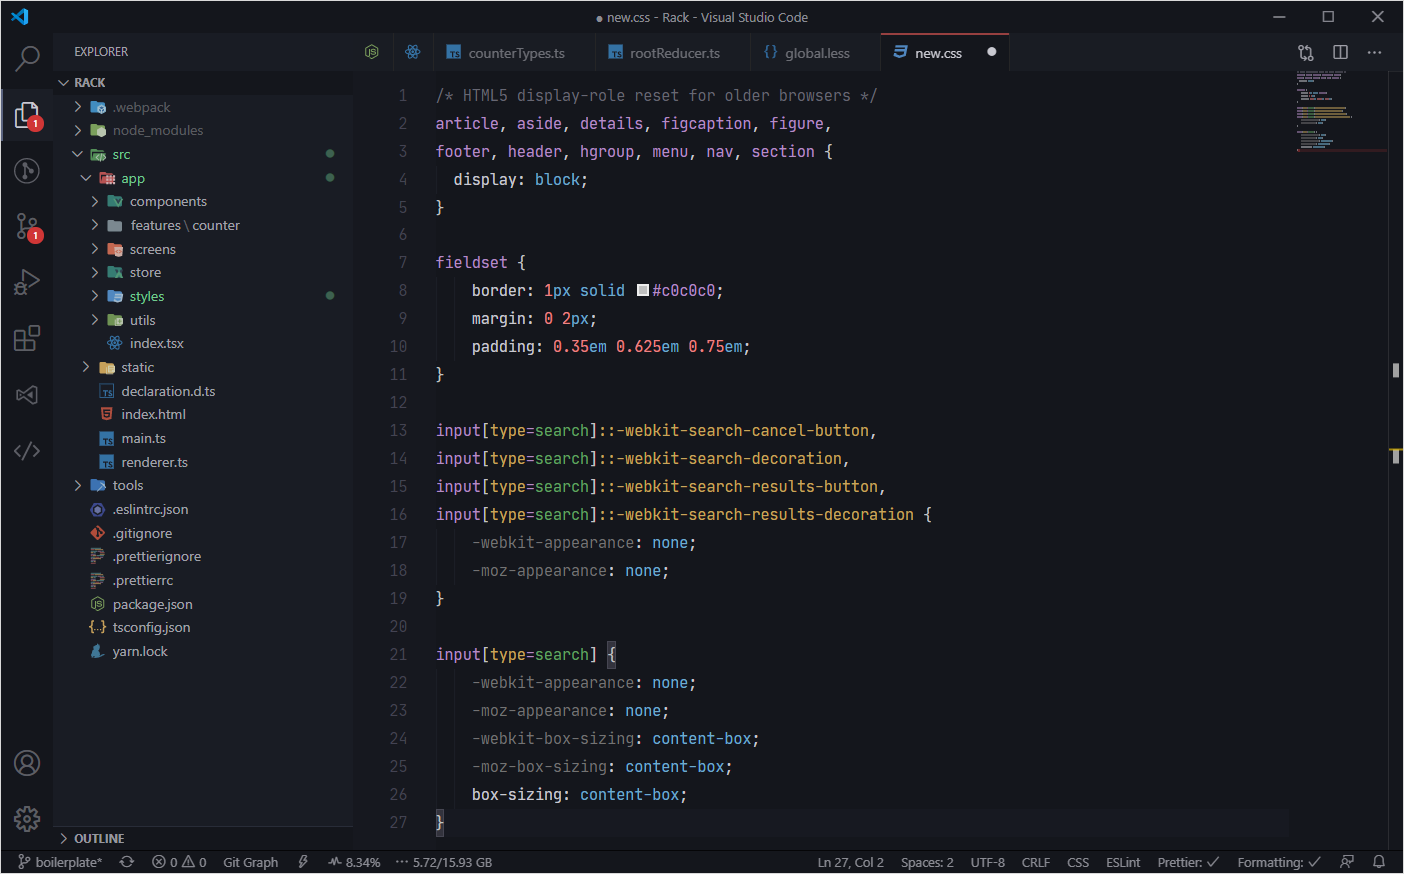 ● new.css - Rack - Visual Studio Code
EXPLORER
counterTypes.ts
rootReducer.ts
global.less
new.css
RACK
.webpack
node_modules
src
app
components
features \ counter
screens
store
styles
utils
index.tsx
static
declaration.d.ts
index.html
main.ts
renderer.ts
tools
.eslintrc.json
.gitignore
.prettierignore
.prettierrc
package.json
tsconfig.json
yarn.lock
OUTLINE
1
1
1 /* HTML5 display-role reset for older browsers */
2 article, aside, details, figcaption, figure,
3 footer, header, hgroup, menu, nav, section {
4 display: block;
5 }
6
7 fieldset {
8 border: 1px solid #c0c0c0;
9 margin: 0 2px;
10 padding: 0.35em 0.625em 0.75em;
11 }
12
13 input[type=search]::-webkit-search-cancel-button,
14 input[type=search]::-webkit-search-decoration,
15 input[type=search]::-webkit-search-results-button,
16 input[type=search]::-webkit-search-results-decoration {
17 -webkit-appearance: none;
18 -moz-appearance: none;
19 }
20
21 input[type=search] {
22 -webkit-appearance: none;
23 -moz-appearance: none;
24 -webkit-box-sizing: content-box;
25 -moz-box-sizing: content-box;
26 box-sizing: content-box;
27 }
boilerplate* 0 0 Git Graph 8.34% 5.72/15.93 GB Ln 27, Col 2 Spaces: 2 UTF-8 CRLF CSS ESLint Prettier: ✓ Formatting: ✓